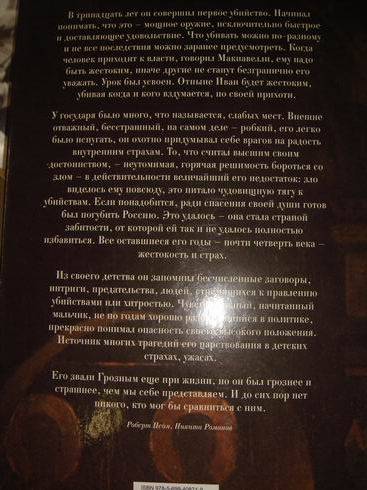 В тринадцать лет он совершил первое убийство. Начинал
понимать, что это – мощное оружие, исключительно быстрое
и доставляющее удовольствие. Что убивать можно по-разному
и не все последствия можно заранее предусмотреть. Когда
человек приходит к власти, говорил Макиавелли, ему надо
быть жестоким, иначе другие не станут безгранично его
уважать. Урок был усвоен. Отныне Иван будет жестоким,
убивая когда и кого вздумается, по своей прихоти.
У государя было много, что называется, слабых мест. Внешне
отважный, бесстрашный, на самом деле – робкий, его легко
было испугать, он охотно придумывал себе врагов на радость
внутренним страхам. То, что считал высшим своим
достоинством, – неутомимая, горячая решимость бороться со
злом – в действительности величайший его недостаток: зло
виделось ему повсюду, это питало чудовищную тягу к
убийствам. Если понадобится, ради спасения своей души готов
был погубить Россию. Это удалось – она стала страной
забитости, от которой ей так и не удалось полностью
избавиться. Все оставшиеся его годы – почти четверть века –
жестокость и страх.
Из своего детства он запомнил бесчисленные заговоры,
интриги, предательства, людей, стремящихся к правлению
убийствами или хитростью. начитанный
мальчик, не по годам хорошо в политике,
прекрасно понимал опасность своего высокого положения.
Источник многих трагедий его царствования в детских
страхах, ужасах.
Его звали Грозным еще при жизни, но он был грознее и
страшнее, чем мы себе представляем. И до сих пор нет
никого, кто мог бы сравниться с ним.
Роберт Пейн, Никита Романов
ISBN